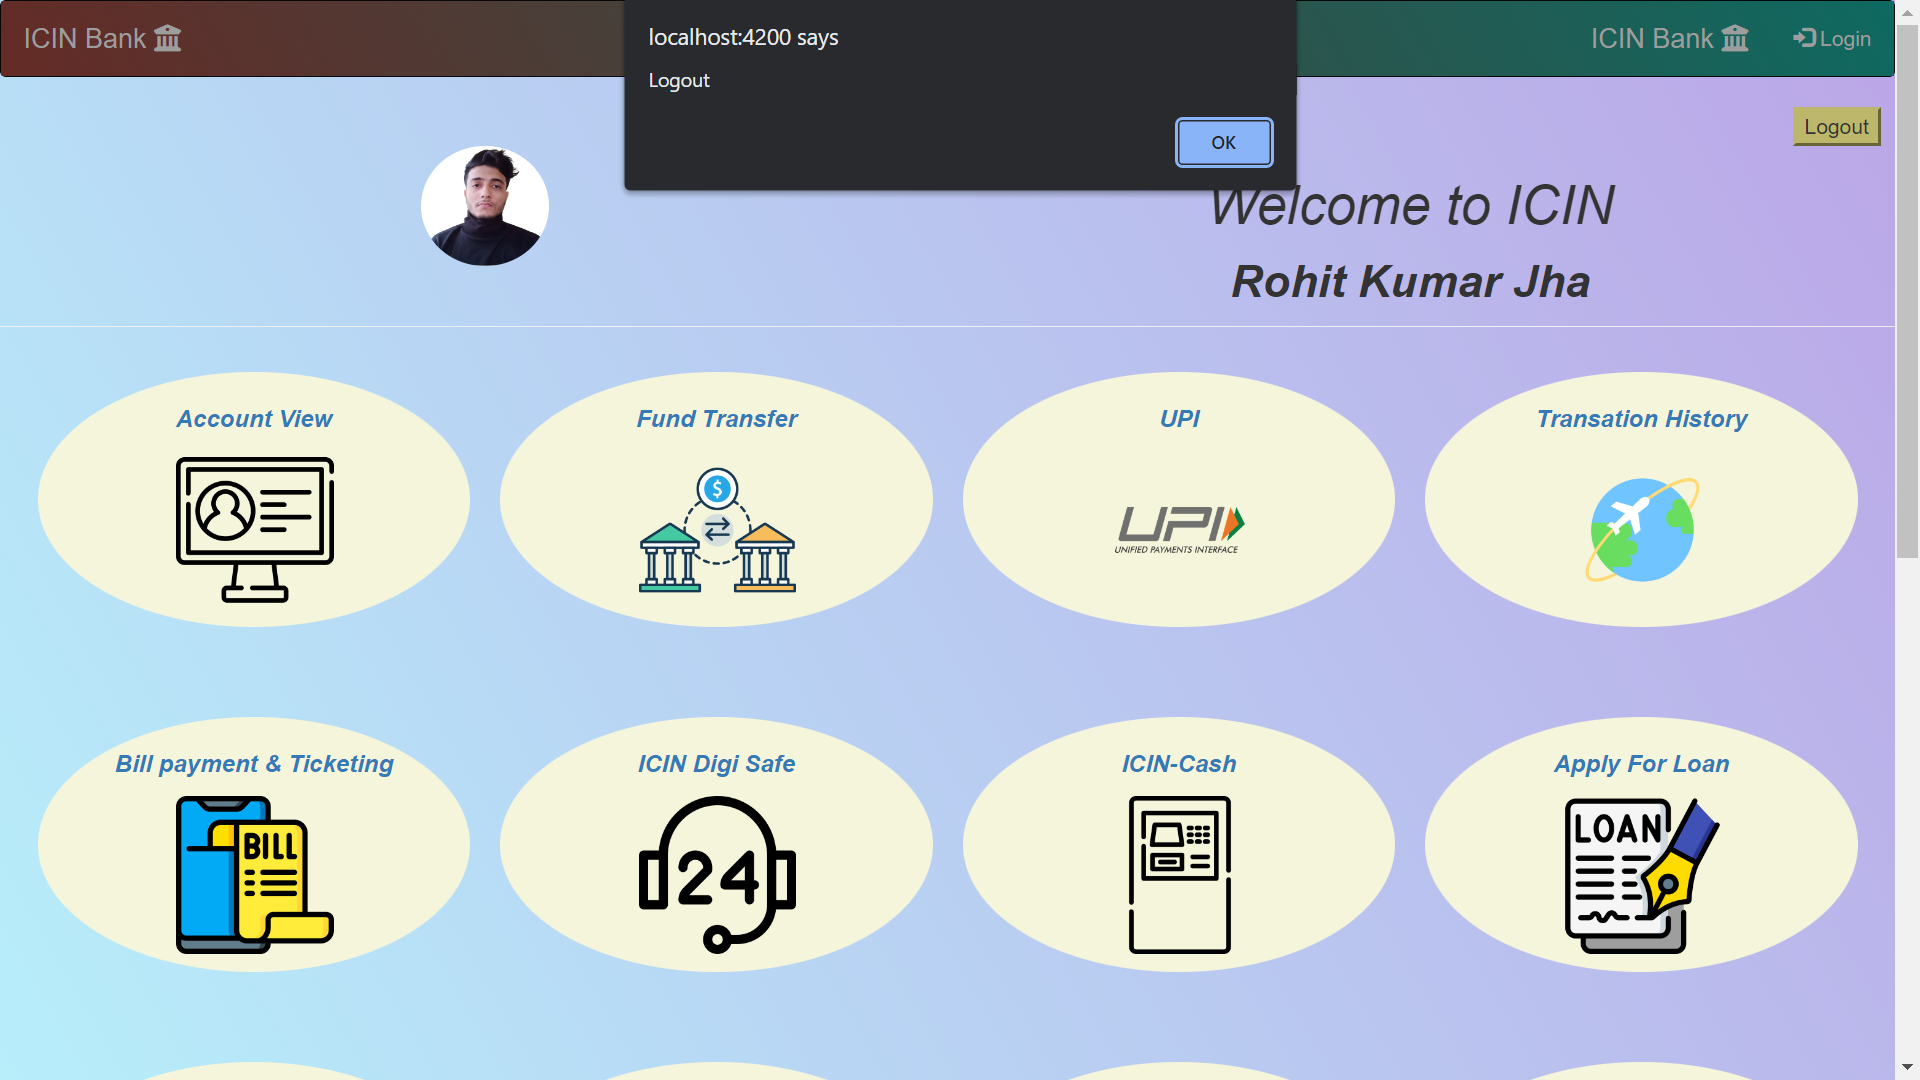 ICIN Bank
localhost:4200 says
Logout
OK
ICIN Bank
Login
Logout
Welcome to ICIN
Rohit Kumar Jha
Account View
Fund Transfer
$
UPI
UPI
UNIFIED PAYMENTS INTERFACE
Transation History
Bill payment & Ticketing
BILL
ICIN Digi Safe
24
ICIN-Cash
Apply For Loan
LOAN